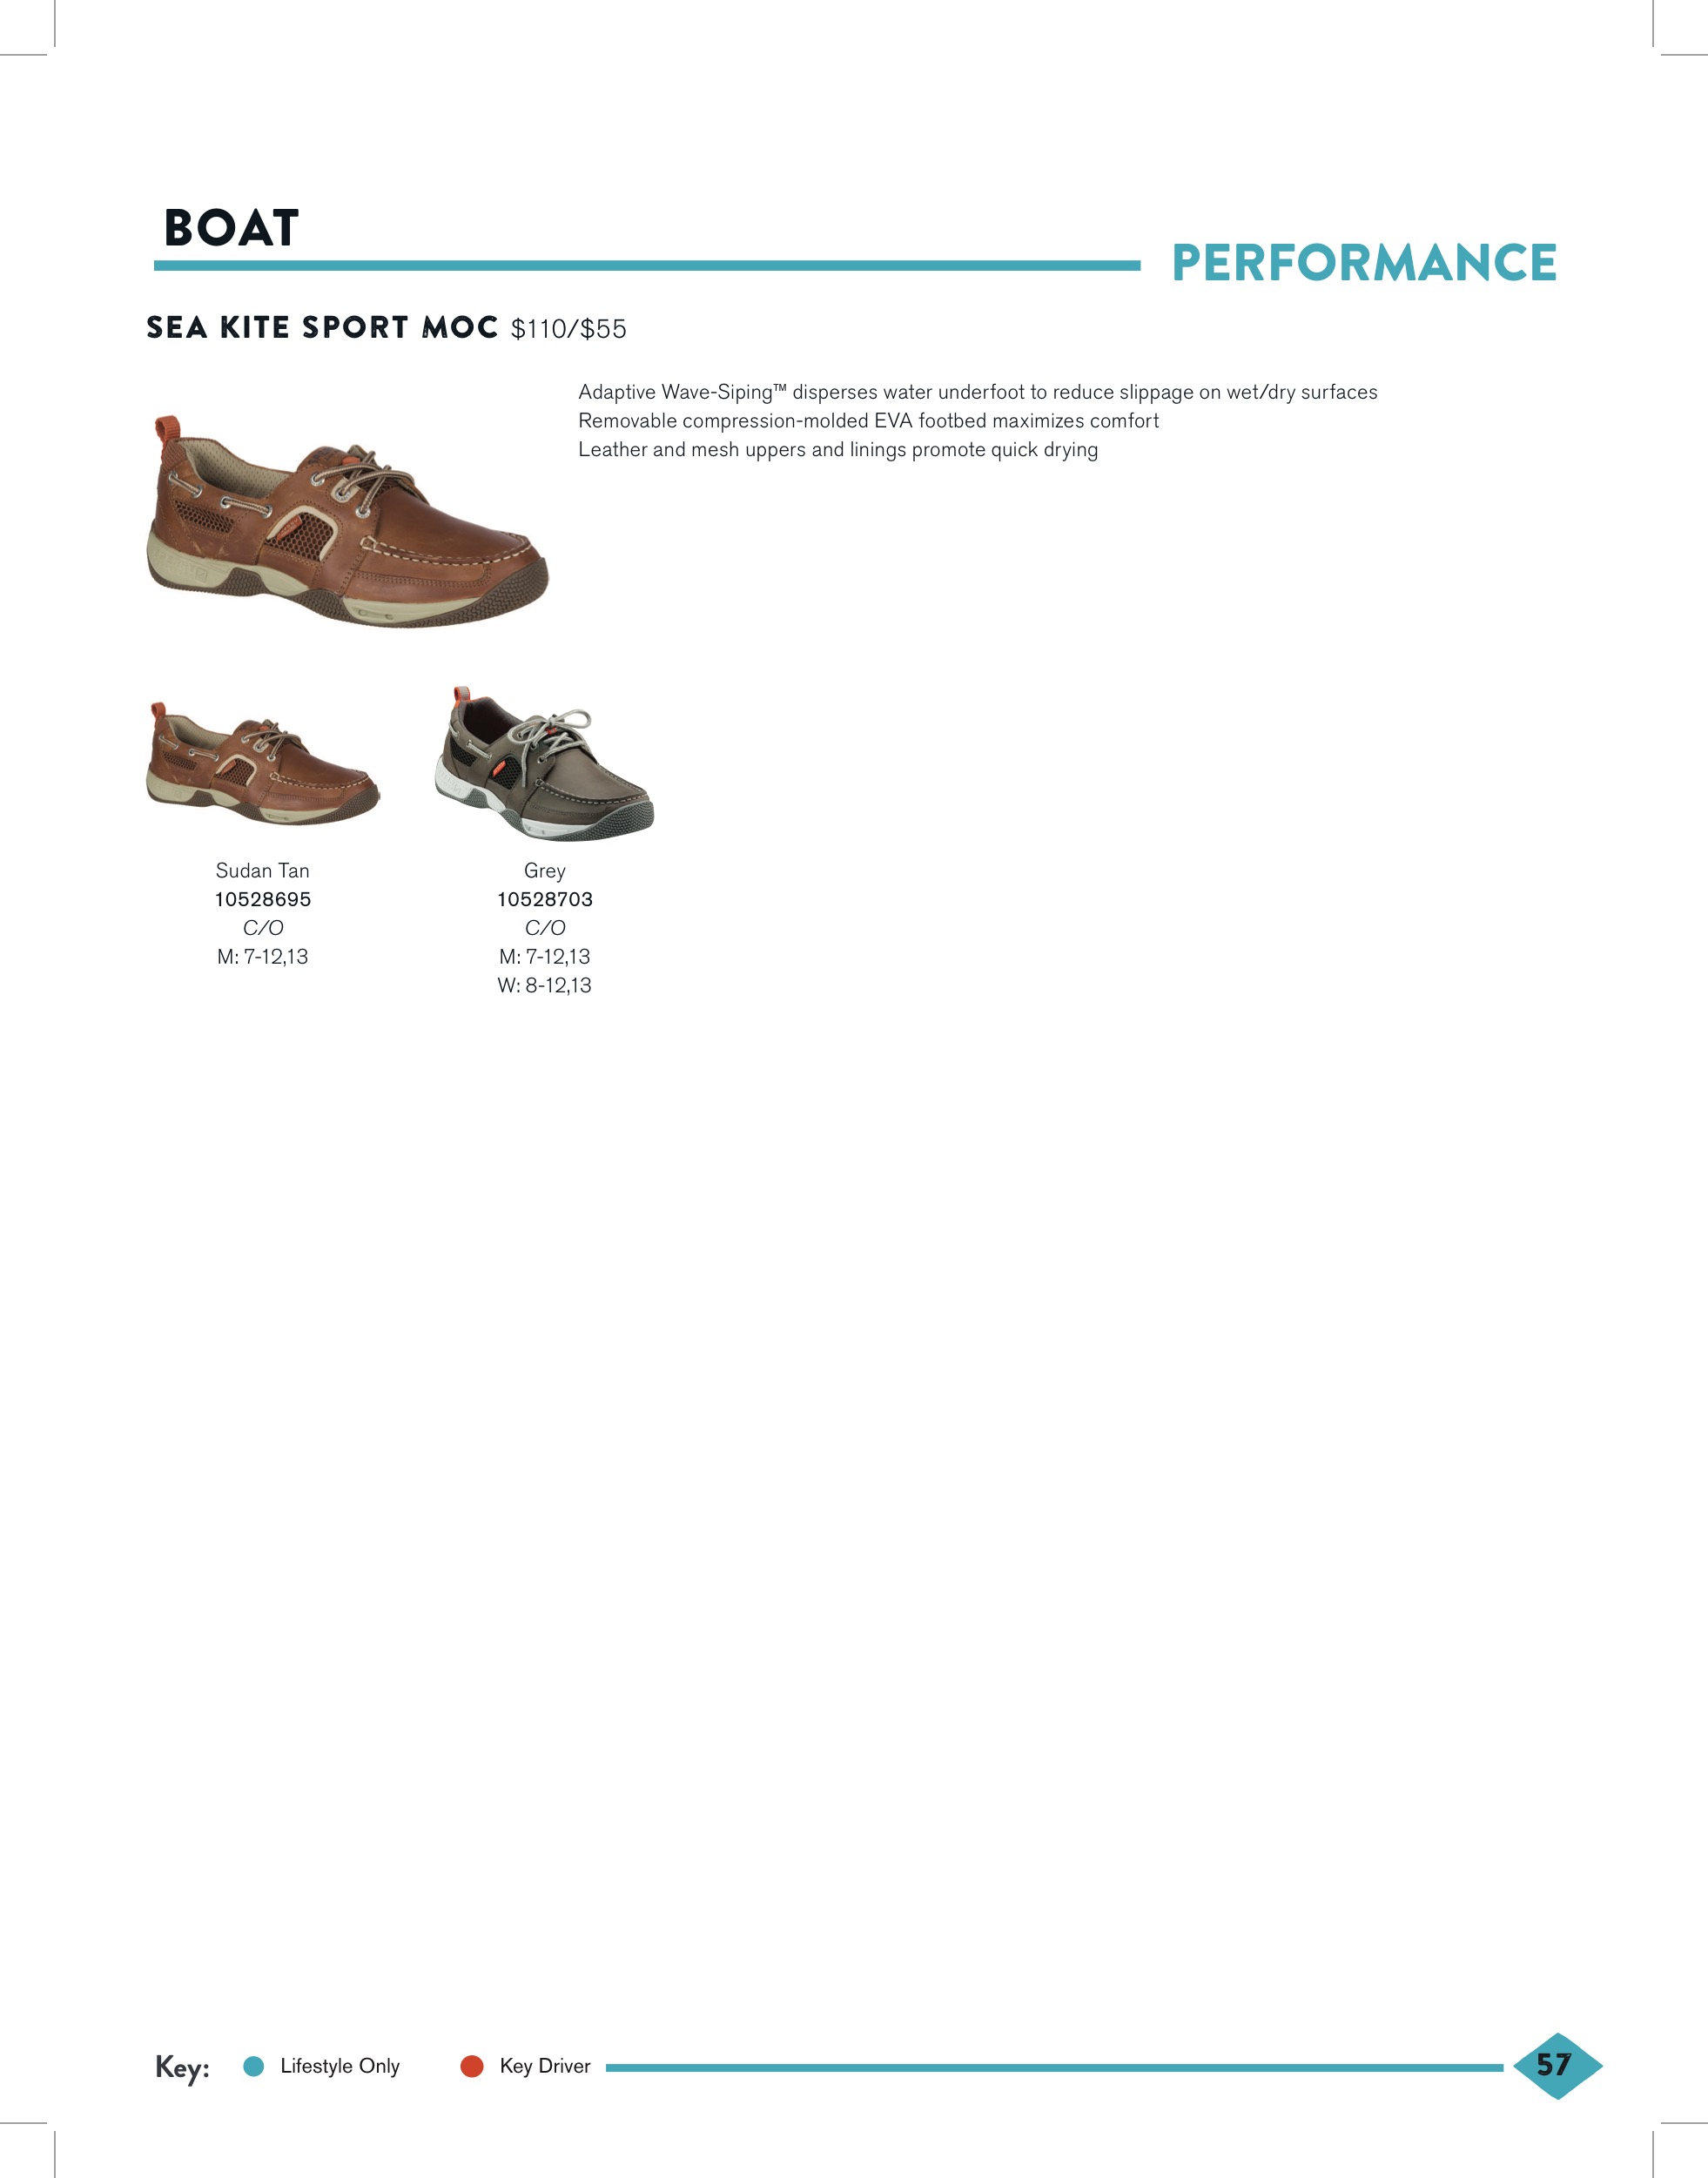 BOAT
PERFORMANCE
SEA KITE SPORT MOC $110/$55
Adaptive Wave-Siping™ disperses water underfoot to reduce slippage on wet/dry surfaces
Removable compression-molded EVA footbed maximizes comfort
Leather and mesh uppers and linings promote quick drying
Sudan Tan
10528695
C/O
M: 7-12,13
Grey
10528703
C/O
M: 7-12,13
W: 8-12,13
Key: Lifestyle Only Key Driver
57